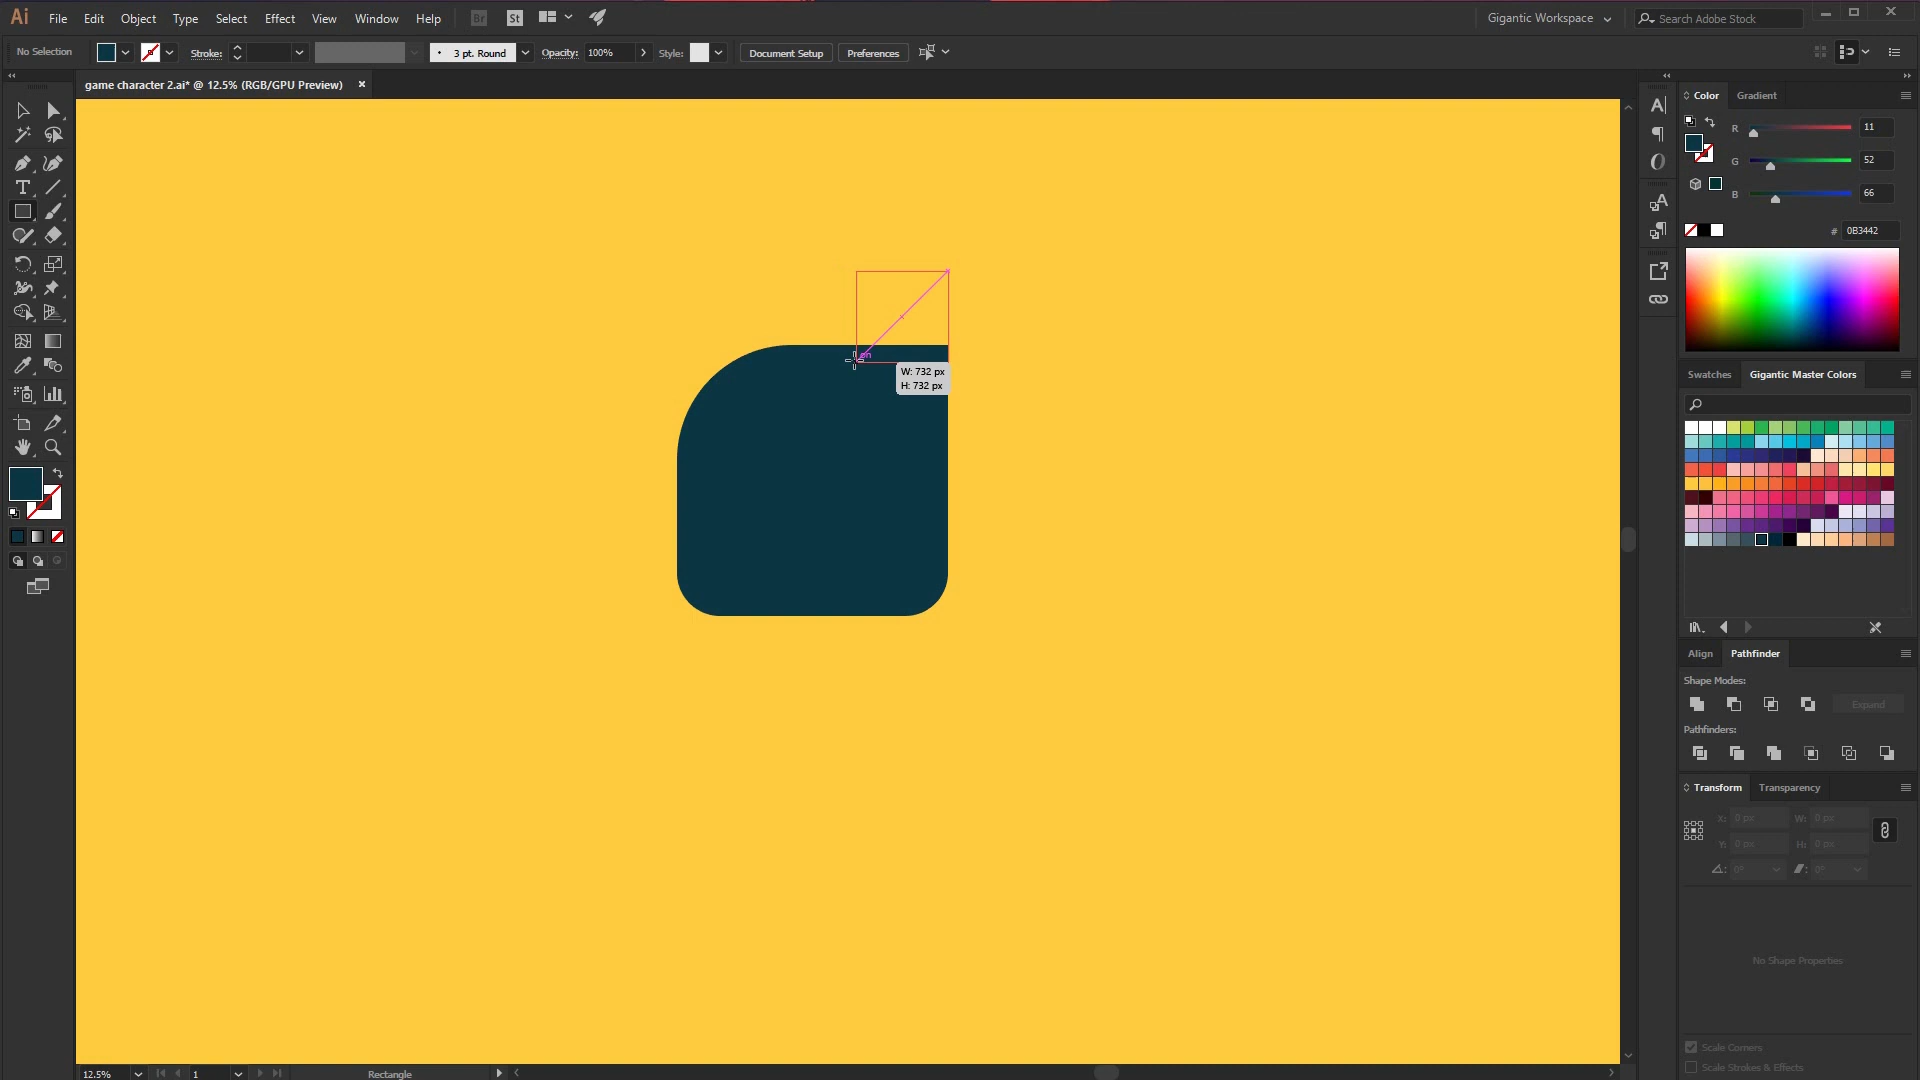 Ai File Edit Object Type Select Effect View Window Help Br St Gigantic Workspace Search Adobe Stock
No Selection Stroke: 3 pt. Round Opacity: 100% Style: Document Setup Preferences
game character 2.ai* @ 12.5% (RGB/GPU Preview)
on
W: 732 px
H: 732 px
Color Gradient
R 11
G 52
B 66
# 0B3442
Swatches Gigantic Master Colors
Align Pathfinder
Shape Modes:
Expand
Pathfinders:
Transform Transparency
X: 0 px W: 0 px
Y: 0 px H: 0 px
0° 0°
No Shape Properties
Scale Corners
Scale Strokes & Effects
12.5% 1 Rectangle